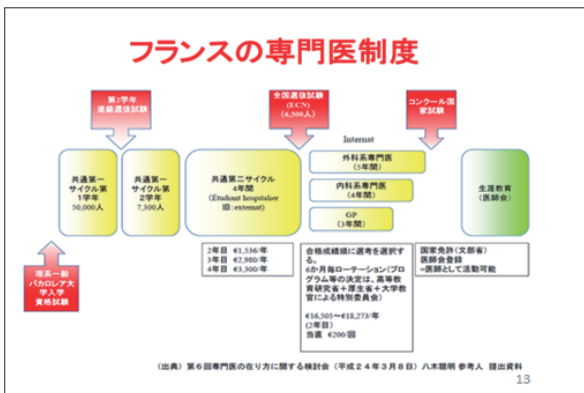 フランスの専門医制度
第2学年
進級選抜試験
全国選抜試験
(ECN)
(6,300人)
コンクール国
家試験
共通第一
サイクル第
1学年
50,000人
共通第一
サイクル第
2学年
7,300人
共通第二サイクル
4年間
(Étudant hospitalier
旧:externat)
Internat
外科系専門医
(5年間)
内科系専門医
(4年間)
GP
(3年間)
生涯教育
(医師会)
理系一般
バカロレア大
学入学
資格試験
2年目 €1,536/年
3年目 €2,980/年
4年目 €3,300/年
合格成績順に選考を選択す
る。
6か月毎ローテーション(プログ
ラム等の決定は、高等教
育研究省+厚生省+大学教
官による特別委員会)
€16,505~€18,273/年
(2年目)
当直 €200/回
国家免許(文部省)
医師会登録
=医師として活動可能
(出典) 第6回専門医の在り方に関する検討会 (平成24年3月8日) 八木聰明 参考人 提出資料
13